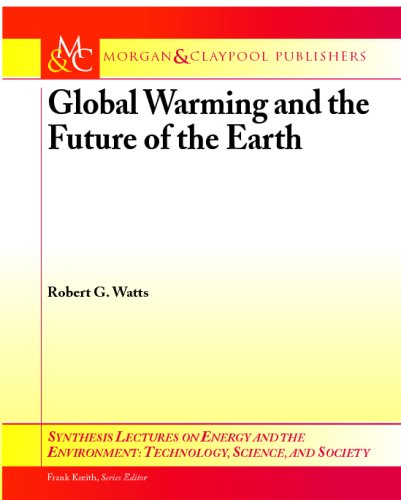 M
&C
MORGAN&CLAYPOOL PUBLISHERS
Global Warming and the
Future of the Earth
Robert G. Watts
SYNTHESIS LECTURES ON ENERGY AND THE
ENVIRONMENT: TECHNOLOGY, SCIENCE, AND SOCIETY
Frank Kreith, Series Editor